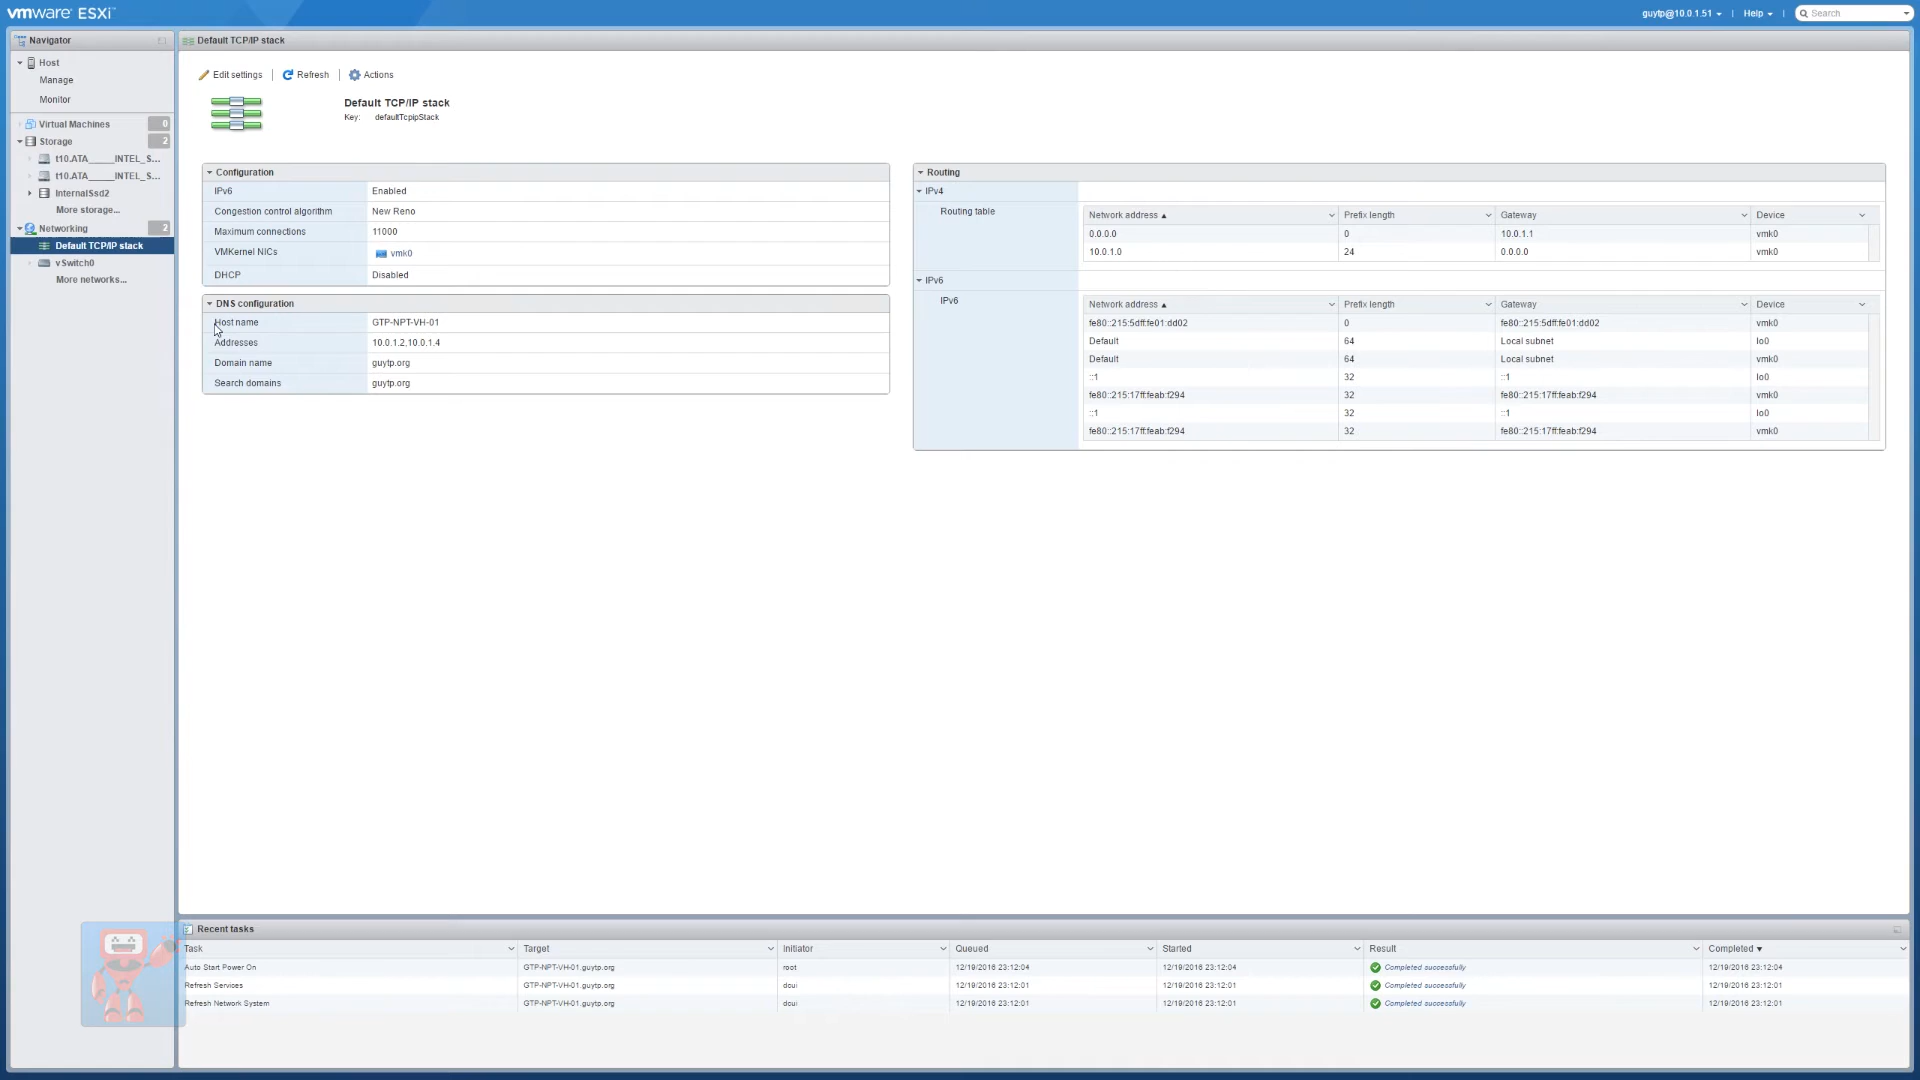 vmware ESXi
guytp@10.0.1.51 | Help | Search
Navigator
Host
Manage
Monitor
Virtual Machines 0
Storage 2
t10.ATA_____INTEL_S...
t10.ATA_____INTEL_S...
InternalSsd2
More storage...
Networking 2
Default TCP/IP stack
vSwitch0
More networks...
Default TCP/IP stack
Edit settings | Refresh | Actions
Default TCP/IP stack
Key: defaultTcpipStack
Configuration
IPv6 Enabled
Congestion control algorithm New Reno
Maximum connections 11000
VMKernel NICs vmk0
DHCP Disabled
DNS configuration
Host name GTP-NPT-VH-01
Addresses 10.0.1.2,10.0.1.4
Domain name guytp.org
Search domains guytp.org
Routing
IPv4
Routing table
Network address Prefix length Gateway Device
0.0.0.0 0 10.0.1.1 vmk0
10.0.1.0 24 0.0.0.0 vmk0
IPv6
IPv6
Network address Prefix length Gateway Device
fe80::215:5dff:fe01:dd02 0 fe80::215:5dff:fe01:dd02 vmk0
Default 64 Local subnet lo0
Default 64 Local subnet vmk0
::1 32 ::1 lo0
fe80::215:17ff:feab:f294 32 fe80::215:17ff:feab:f294 vmk0
::1 32 ::1 lo0
fe80::215:17ff:feab:f294 32 fe80::215:17ff:feab:f294 vmk0
Recent tasks
Task Target Initiator Queued Started Result Completed
Auto Start Power On GTP-NPT-VH-01.guytp.org root 12/19/2016 23:12:04 12/19/2016 23:12:04 Completed successfully 12/19/2016 23:12:04
Refresh Services GTP-NPT-VH-01.guytp.org dcui 12/19/2016 23:12:01 12/19/2016 23:12:01 Completed successfully 12/19/2016 23:12:01
Refresh Network System GTP-NPT-VH-01.guytp.org dcui 12/19/2016 23:12:01 12/19/2016 23:12:01 Completed successfully 12/19/2016 23:12:01